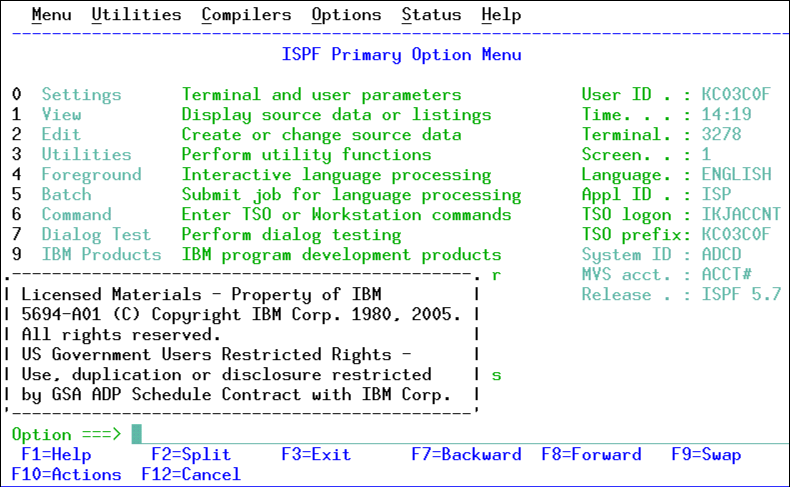 Menu Utilities Compilers Options Status Help
ISPF Primary Option Menu
0 Settings Terminal and user parameters User ID . : KC03C0F
1 View Display source data or listings Time. . . : 14:19
2 Edit Create or change source data Terminal. : 3278
3 Utilities Perform utility functions Screen. . : 1
4 Foreground Interactive language processing Language. : ENGLISH
5 Batch Submit job for language processing Appl ID . : ISP
6 Command Enter TSO or Workstation commands TSO logon : IKJACCNT
7 Dialog Test Perform dialog testing TSO prefix: KC03C0F
9 IBM Products IBM program development products System ID : ADCD
r MVS acct. : ACCT#
Licensed Materials - Property of IBM Release . : ISPF 5.7
5694-A01 (C) Copyright IBM Corp. 1980, 2005.
All rights reserved.
US Government Users Restricted Rights -
Use, duplication or disclosure restricted s
by GSA ADP Schedule Contract with IBM Corp.
Option ===>
F1=Help F2=Split F3=Exit F7=Backward F8=Forward F9=Swap
F10=Actions F12=Cancel